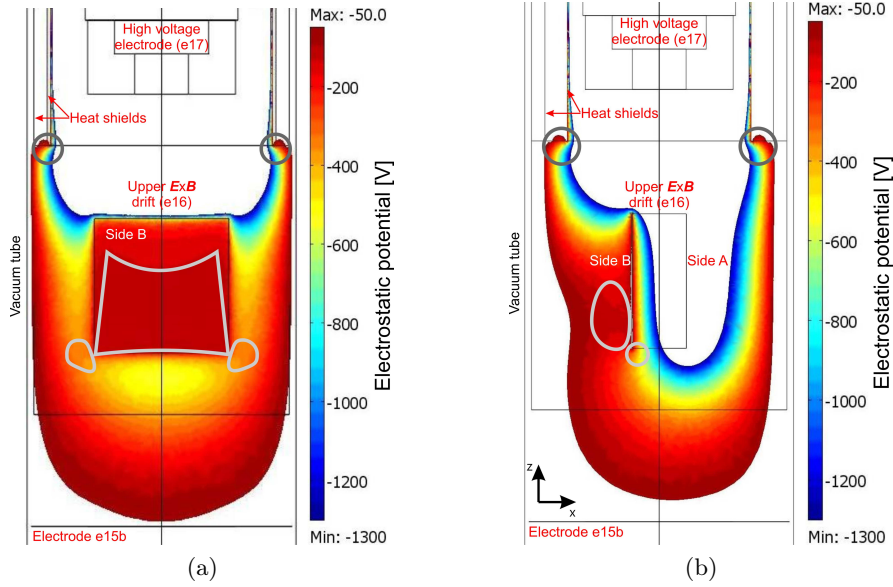 High voltage
electrode (e17)
Heat shields
Upper ExB
drift (e16)
Side B
Vacuum tube
Electrode e15b
Max: -50.0
-200
-400
-600
-800
-1000
-1200
Min: -1300
Electrostatic potential [V]
(a)
High voltage
electrode (e17)
Heat shields
Upper ExB
drift (e16)
Side B
Side A
Vacuum tube
z
x
Electrode e15b
Max: -50.0
-200
-400
-600
-800
-1000
-1200
Min: -1300
Electrostatic potential [V]
(b)